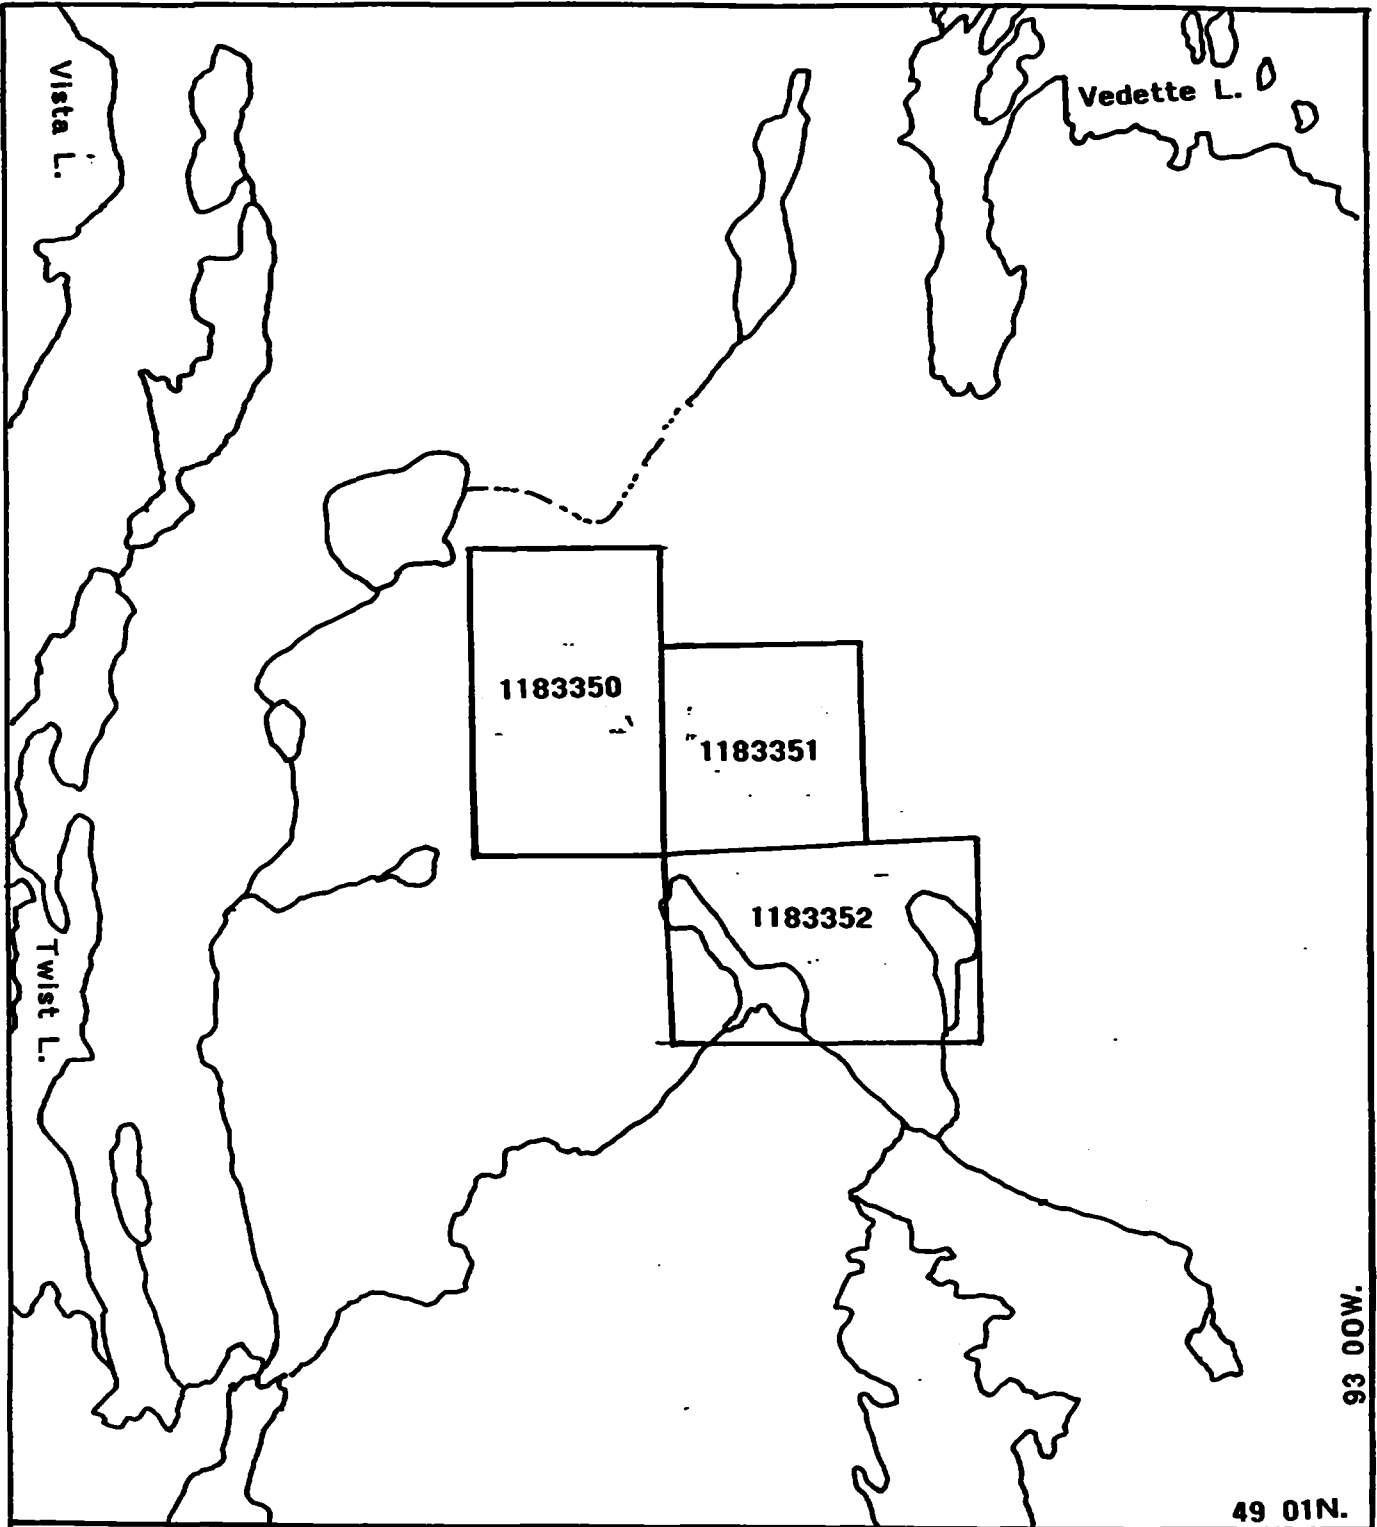 Vista L.
Vedette L.
1183350
1183351
1183352
Twist L.
93 00W.
49 01N.